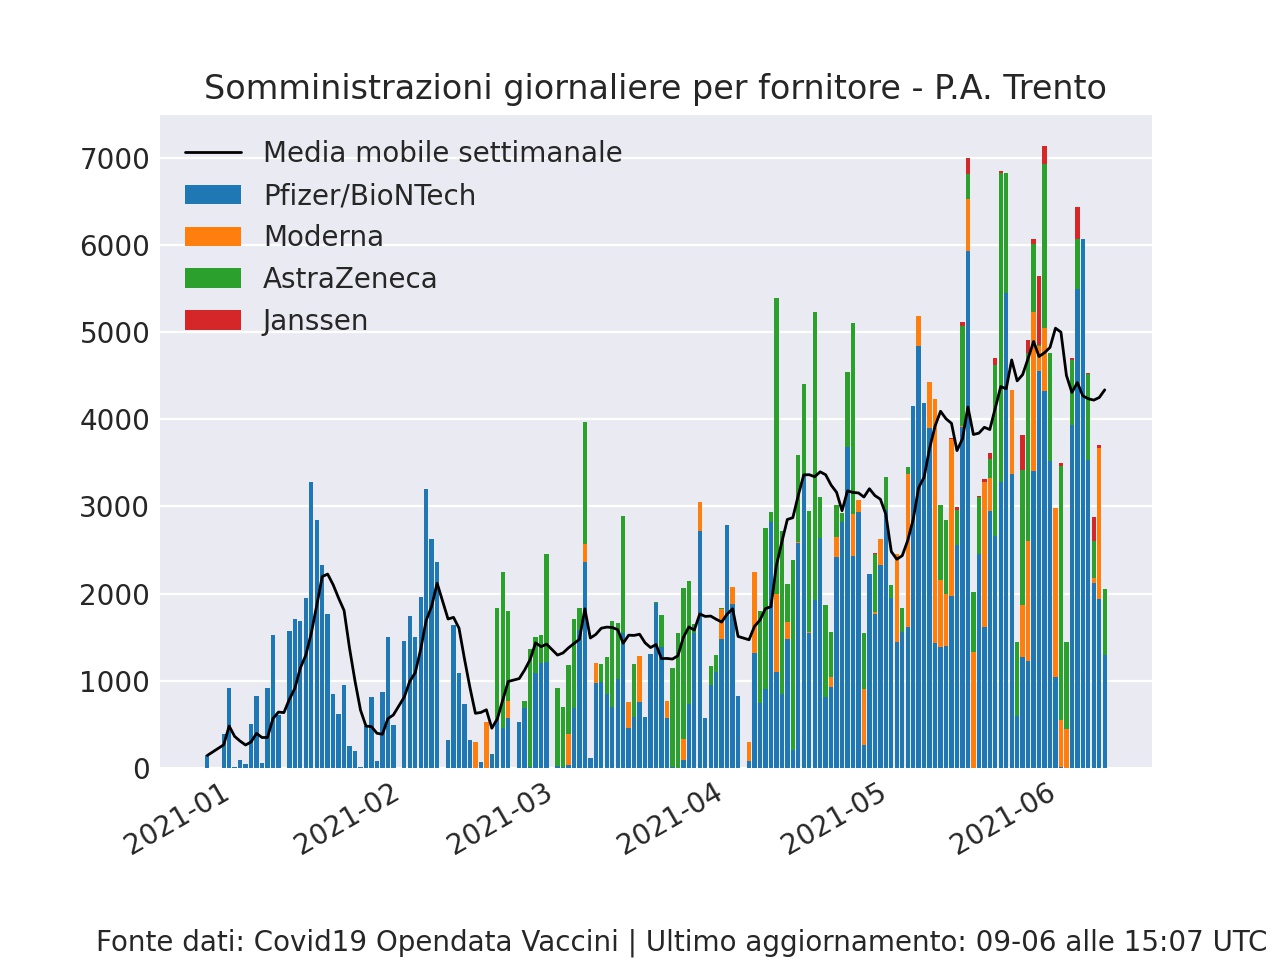 Somministrazioni giornaliere per fornitore - P.A. Trento
Media mobile settimanale
Pfizer/BioNTech
Moderna
AstraZeneca
Janssen
7000
6000
5000
4000
3000
2000
1000
0
2021-01
2021-02
2021-03
2021-04
2021-05
2021-06
Fonte dati: Covid19 Opendata Vaccini | Ultimo aggiornamento: 09-06 alle 15:07 UTC